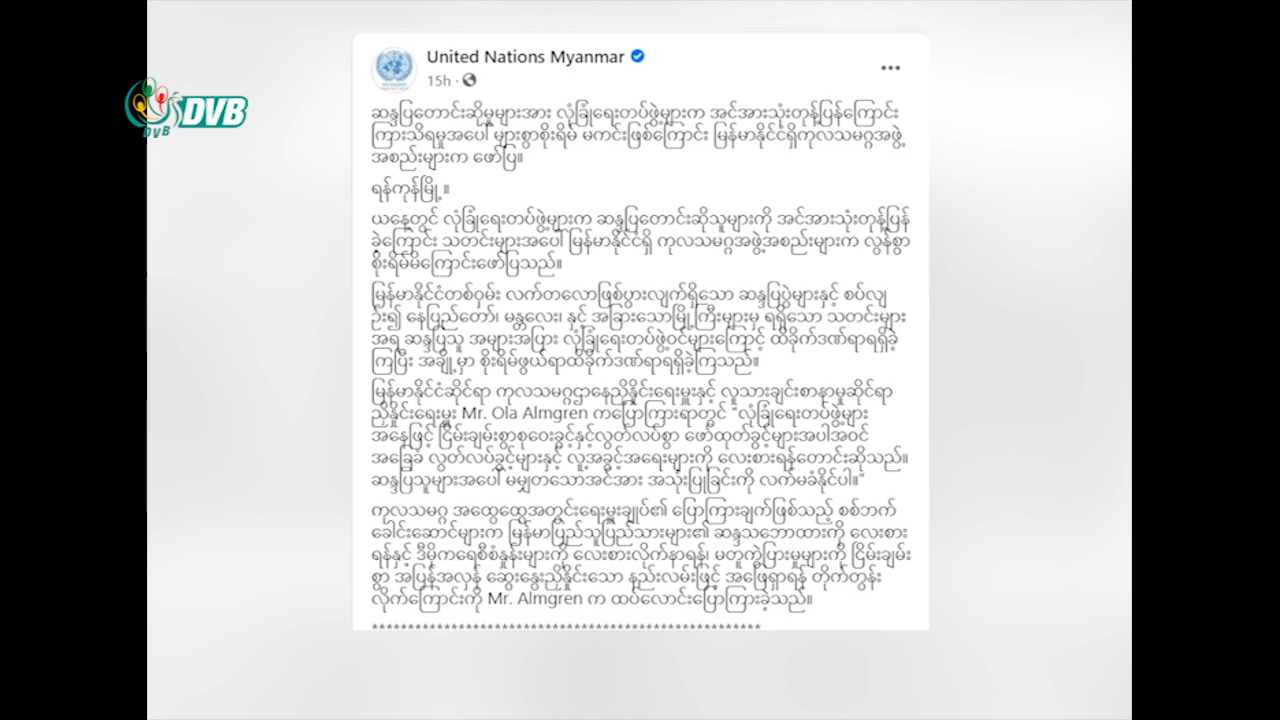 United Nations Myanmar
15h ·
DVB
DVB
ဆန္ဒပြတောင်းဆိုမှုများအား လုံခြုံရေးတပ်ဖွဲ့များက အင်အားသုံးတုန့်ပြန်ကြောင်း
ကြားသိရမှုအပေါ် များစွာစိုးရိမ် မကင်းဖြစ်ကြောင်း မြန်မာနိုင်ငံရှိကုလသမဂ္ဂအဖွဲ့
အစည်းများက ဖော်ပြ။
ရန်ကုန်မြို့ ။
ယနေ့တွင် လုံခြုံရေးတပ်ဖွဲ့များက ဆန္ဒပြတောင်းဆိုသူများကို အင်အားသုံးတုန့်ပြန်
ခဲ့ကြောင်း သတင်းများအပေါ် မြန်မာနိုင်ငံရှိ ကုလသမဂ္ဂအဖွဲ့အစည်းများက လွန်စွာ
စိုးရိမ်မိကြောင်းဖော်ပြသည်။
မြန်မာနိုင်ငံတစ်ဝှမ်း လက်တလောဖြစ်ပွားလျက်ရှိသော ဆန္ဒပြပွဲများနှင့် စပ်လျ
ဉ်း၍ နေပြည်တော်၊ မန္တလေး၊ နှင့် အခြားသောမြို့ကြီးများမှ ရရှိသော သတင်းများ
အရ ဆန္ဒပြသူ အများအပြား လုံခြုံရေးတပ်ဖွဲ့ဝင်များကြောင့် ထိခိုက်ဒဏ်ရာရရှိခဲ့
ကြပြီး အချို့မှာ စိုးရိမ်ဖွယ်ရာထိခိုက်ဒဏ်ရာရရှိခဲ့ကြသည်။
မြန်မာနိုင်ငံဆိုင်ရာ ကုလသမဂ္ဂဌာနေညှိနှိုင်းရေးမှူးနှင့် လူသားချင်းစာနာမှုဆိုင်ရာ
ညှိနှိုင်းရေးမှူး Mr. Ola Almgren ကပြောကြားရာတွင် "လုံခြုံရေးတပ်ဖွဲ့များ
အနေဖြင့် ငြိမ်းချမ်းစွာစုဝေးခွင့်နှင့်လွတ်လပ်စွာ ဖော်ထုတ်ခွင့်များအပါအဝင်
အခြေခံ လွတ်လပ်ခွင့်များနှင့် လူ့အခွင့်အရေးများကို လေးစားရန်တောင်းဆိုသည်။
ဆန္ဒပြသူများအပေါ် မမျှတသောအင်အား အသုံးပြုခြင်းကို လက်မခံနိုင်ပါ။"
ကုလသမဂ္ဂ အထွေထွေအတွင်းရေးမှူးချုပ်၏ ပြောကြားချက်ဖြစ်သည့် စစ်ဘက်
ခေါင်းဆောင်များက မြန်မာပြည်သူပြည်သားများ၏ ဆန္ဒသဘောထားကို လေးစား
ရန်နှင့် ဒီမိုကရေစီစံနှုန်းများကို လေးစားလိုက်နာရန်၊ မတူကွဲပြားမှုများကို ငြိမ်းချမ်း
စွာ အပြန်အလှန် ဆွေးနွေးညှိနှိုင်းသော နည်းလမ်းဖြင့် အဖြေရှာရန် တိုက်တွန်း
လိုက်ကြောင်းကို Mr. Almgren က ထပ်လောင်းပြောကြားခဲ့သည်။
******************************************************